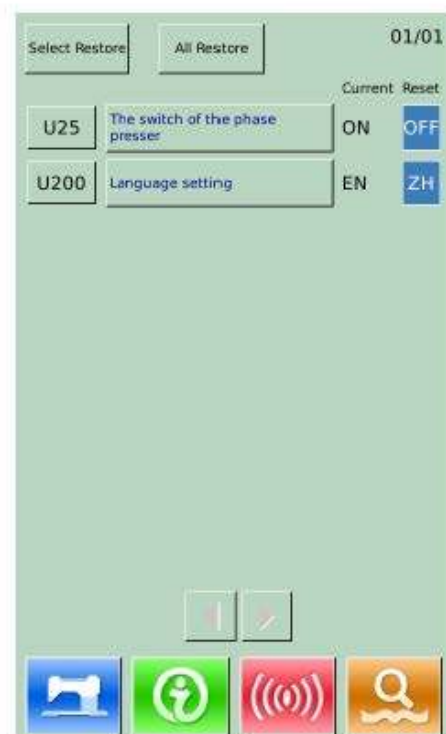 Select Restore
All Restore
01/01
Current Reset
U25
The switch of the phase
presser
ON
OFF
U200
Language setting
EN
ZH